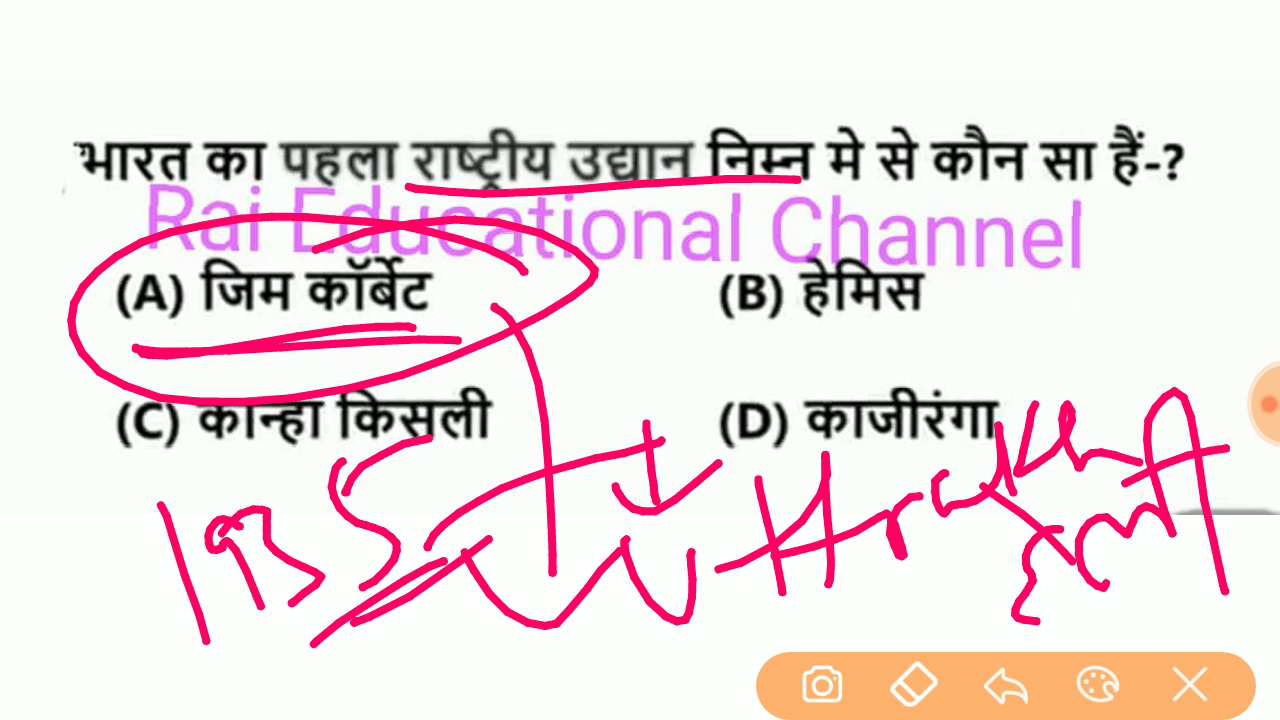 भारत का पहला राष्ट्रीय उद्यान निम्न मे से कौन सा हैं-?
Rai Educational Channel
(A) जिम कॉर्बेट
(B) हेमिस
(C) कान्हा किसली
(D) काजीरंगा
1935